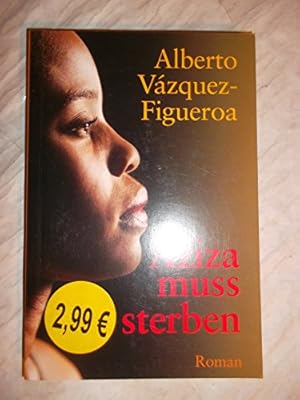 Alberto
Vázquez-
Figueroa
muss
sterben
2,99 €
Roman